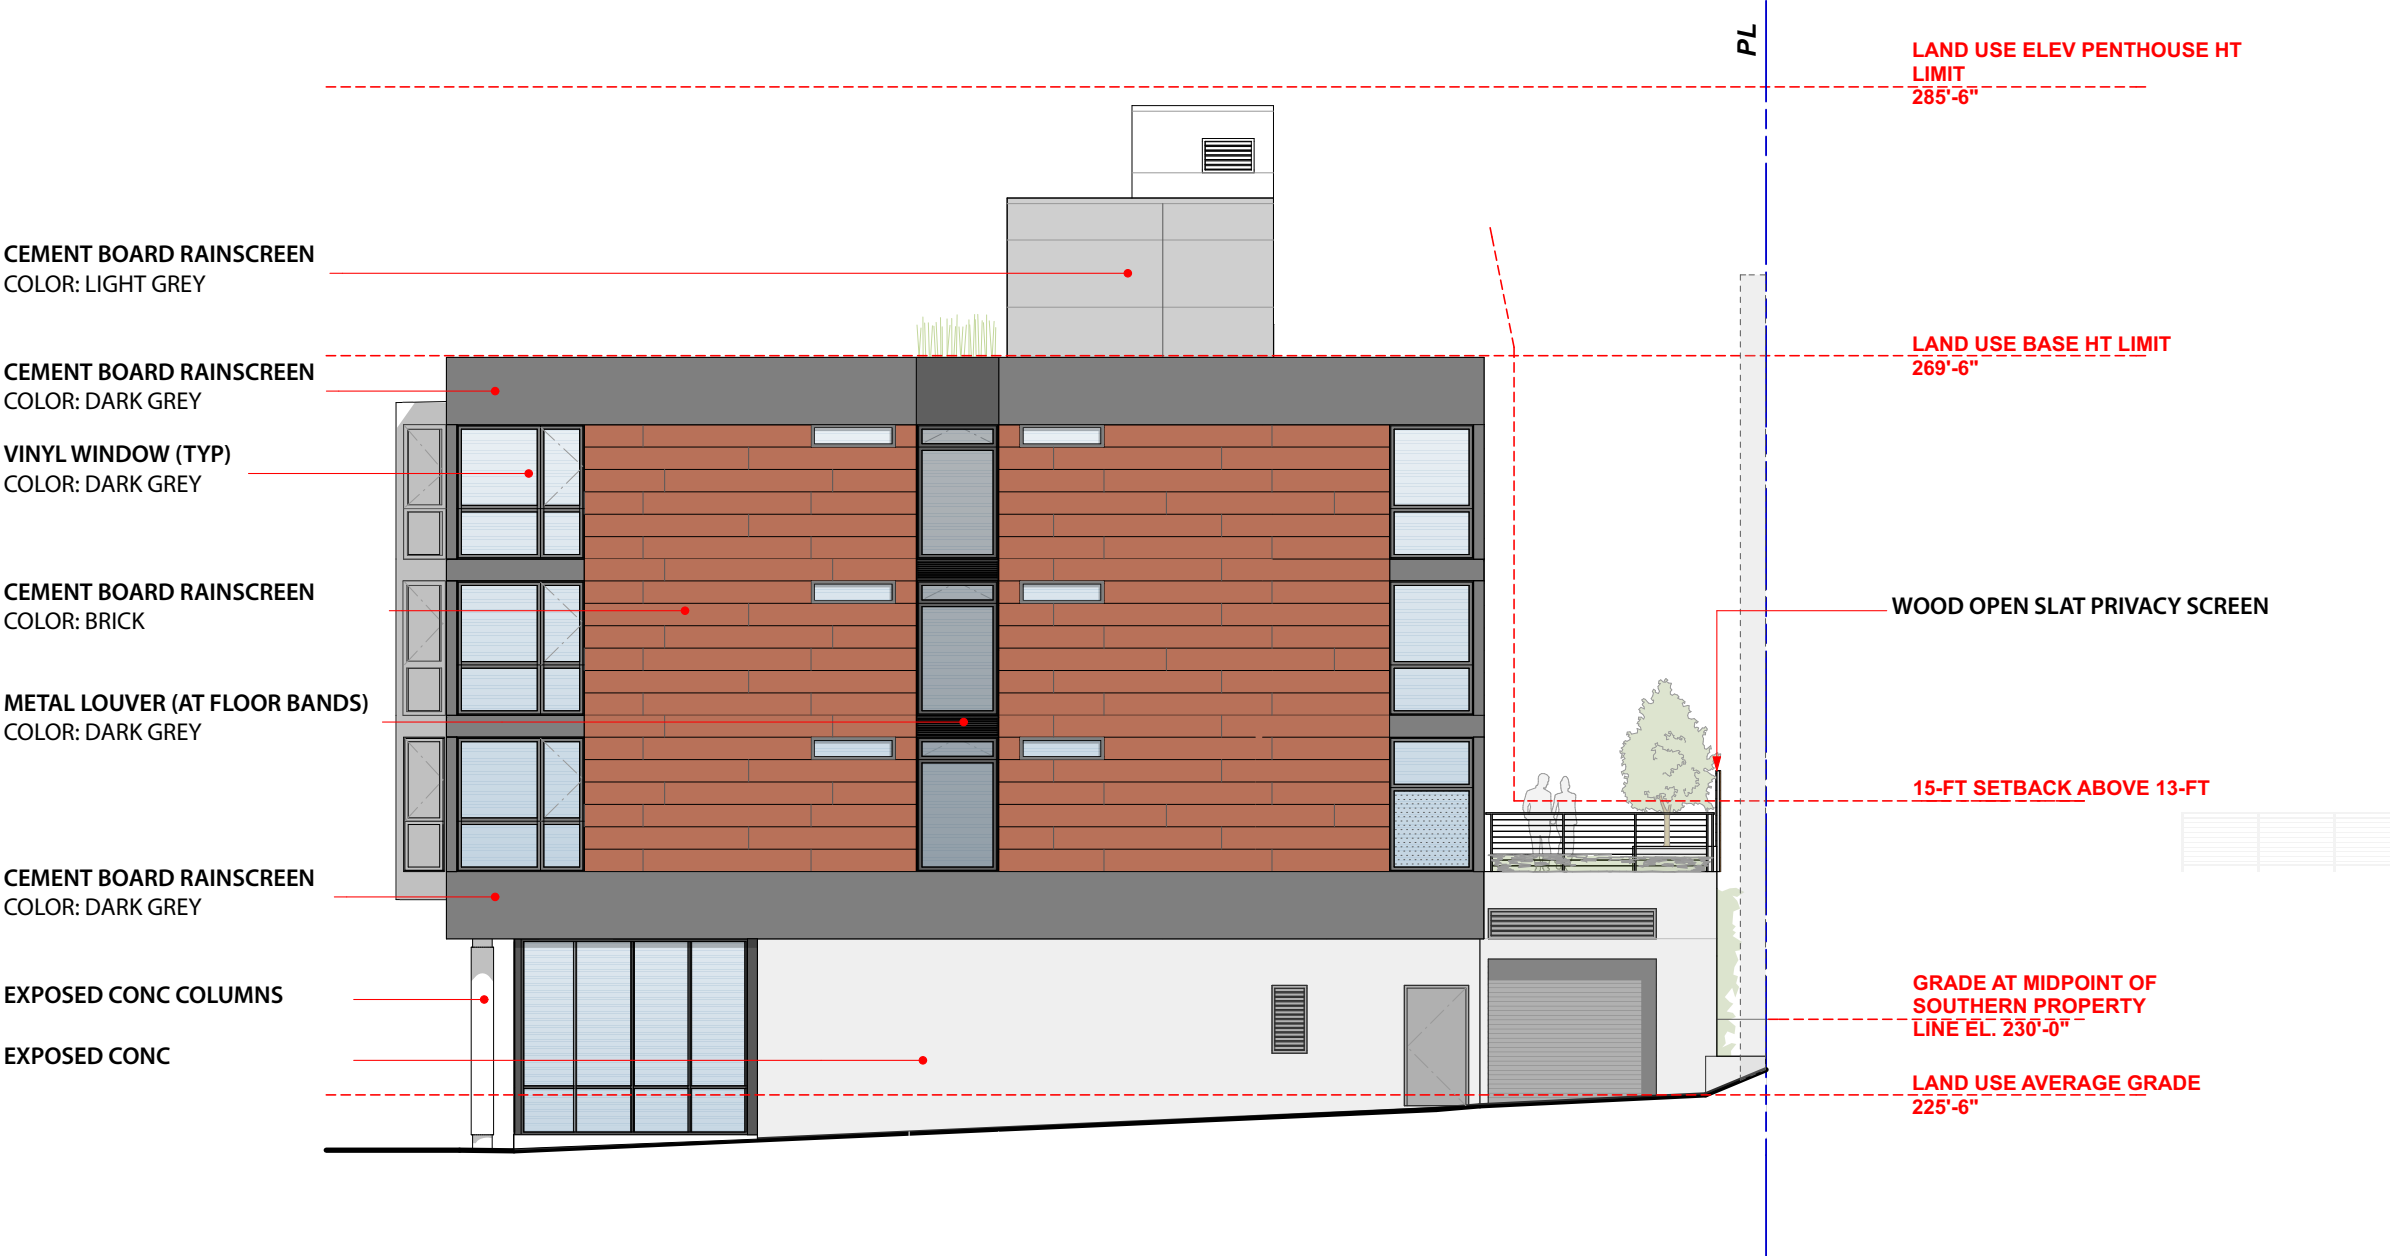 PL
LAND USE ELEV PENTHOUSE HT
LIMIT
285'-6"
CEMENT BOARD RAINSCREEN
COLOR: LIGHT GREY
LAND USE BASE HT LIMIT
269'-6"
CEMENT BOARD RAINSCREEN
COLOR: DARK GREY
VINYL WINDOW (TYP)
COLOR: DARK GREY
CEMENT BOARD RAINSCREEN
COLOR: BRICK
WOOD OPEN SLAT PRIVACY SCREEN
METAL LOUVER (AT FLOOR BANDS)
COLOR: DARK GREY
15-FT SETBACK ABOVE 13-FT
CEMENT BOARD RAINSCREEN
COLOR: DARK GREY
EXPOSED CONC COLUMNS
GRADE AT MIDPOINT OF
SOUTHERN PROPERTY
LINE EL. 230'-0"
EXPOSED CONC
LAND USE AVERAGE GRADE
225'-6"